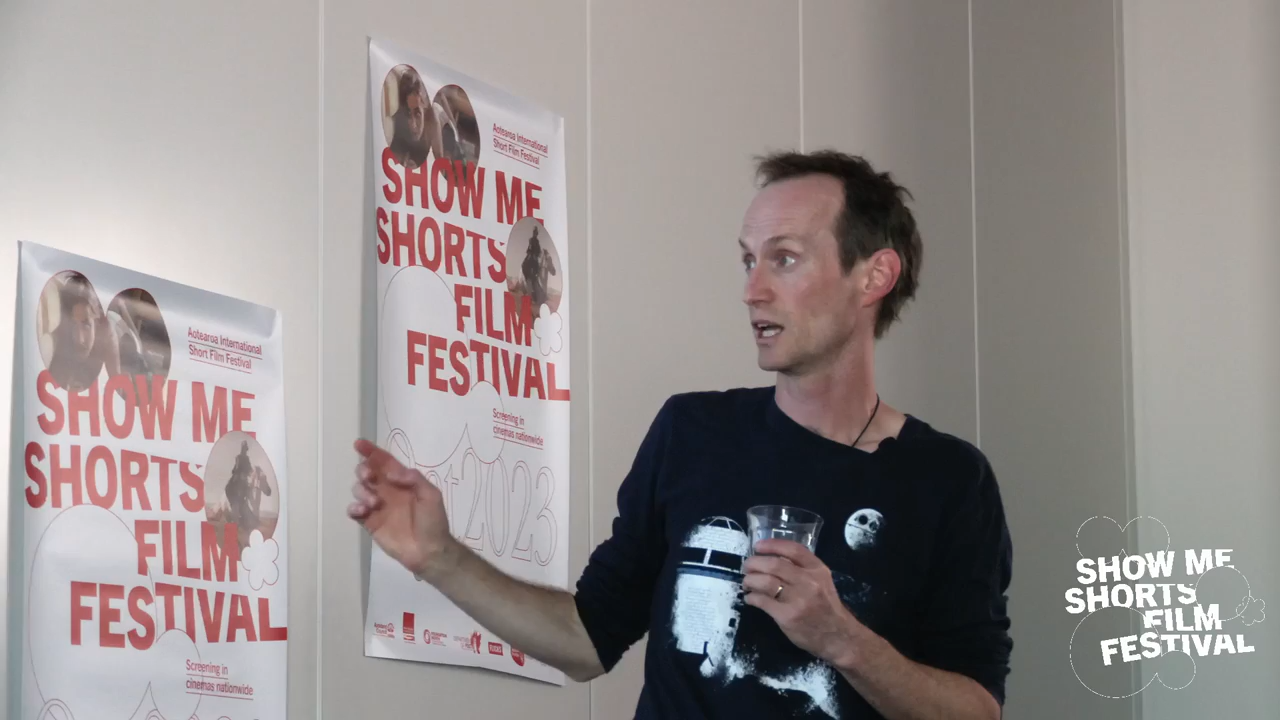 Aotearoa International
Short Film Festival
SHOW ME
SHORTS
FILM
FESTIVAL
Screening in
cinemas nationwide
Aotearoa International
Short Film Festival
SHOW ME
SHORTS
FILM
FESTIVAL
Screening in
cinemas nationwide
2023
SHOW ME
SHORTS
FILM
FESTIVAL